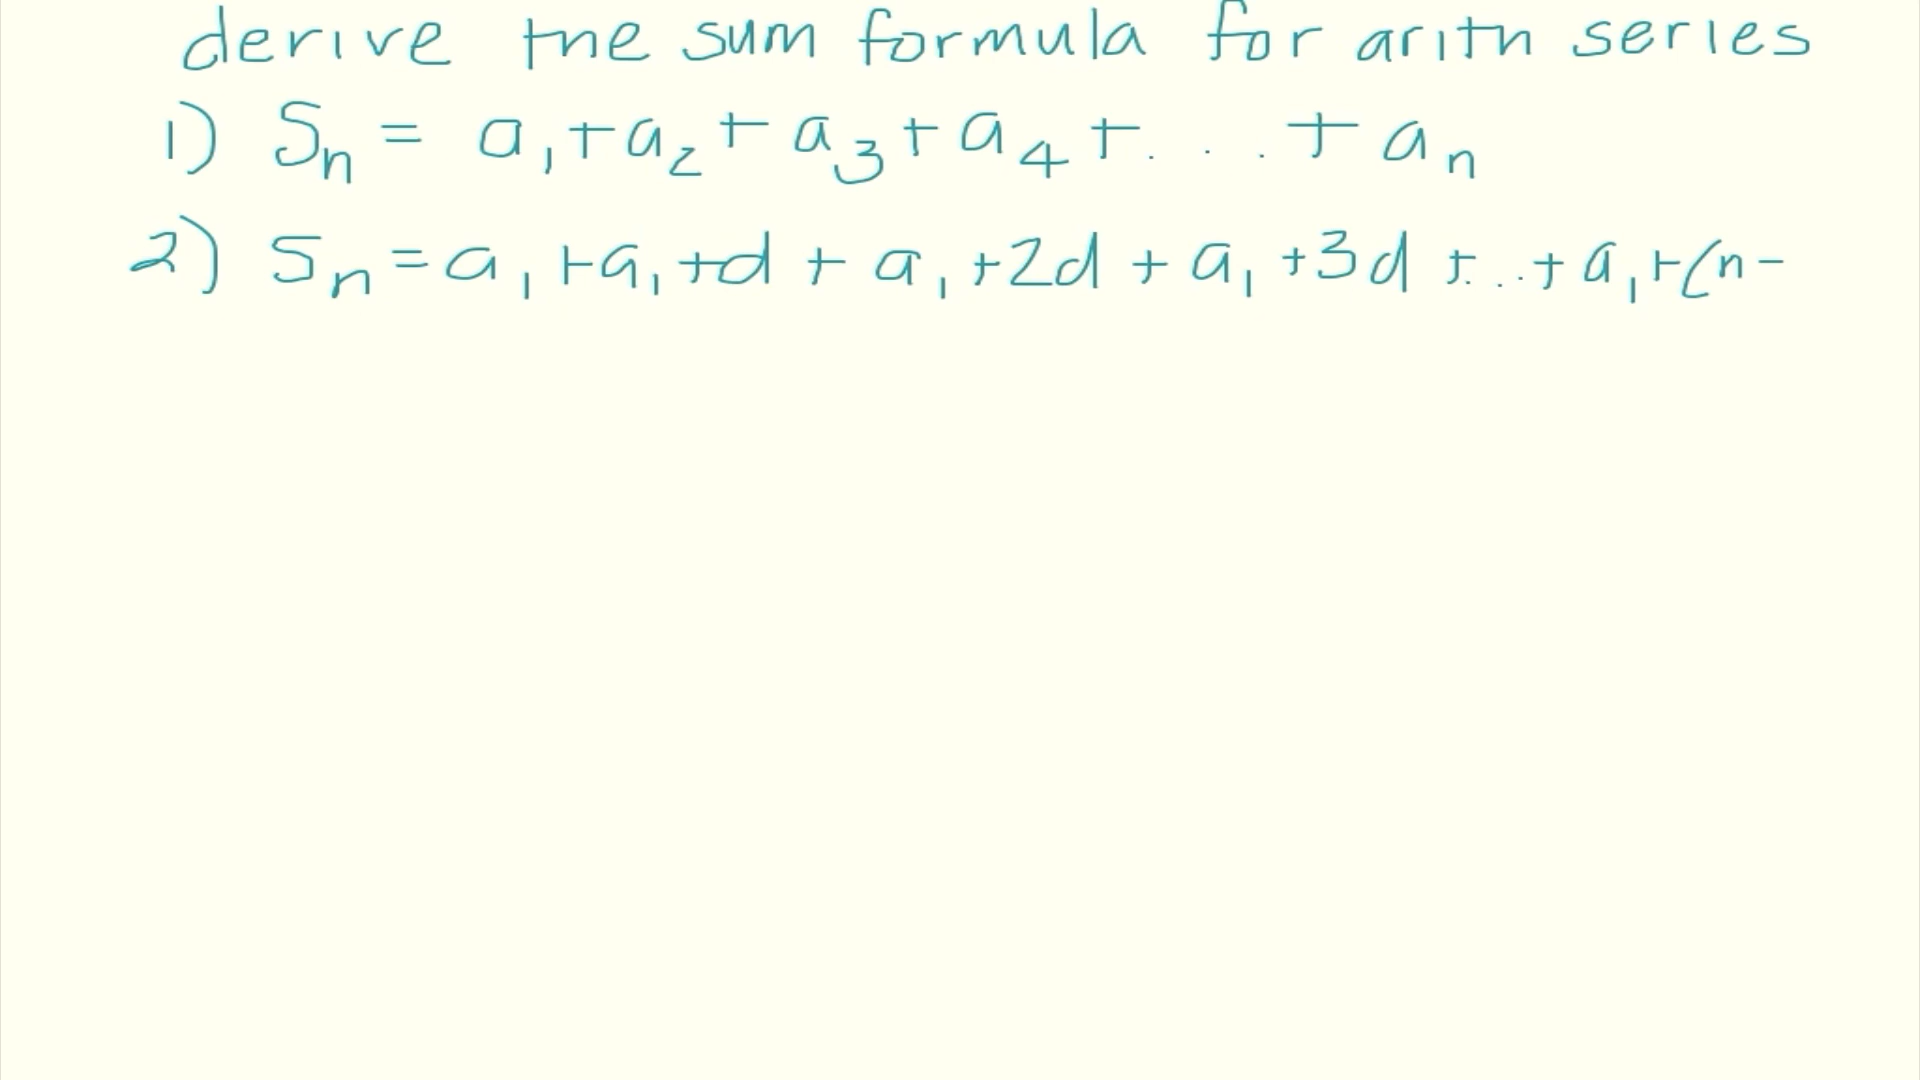 derive the sum formula for arith series
1) Sₙ = a₁+a₂+a₃+a₄+...+aₙ
2) Sₙ=a₁+a₁+d+a₁+2d+a₁+3d+...+a₁+(n-